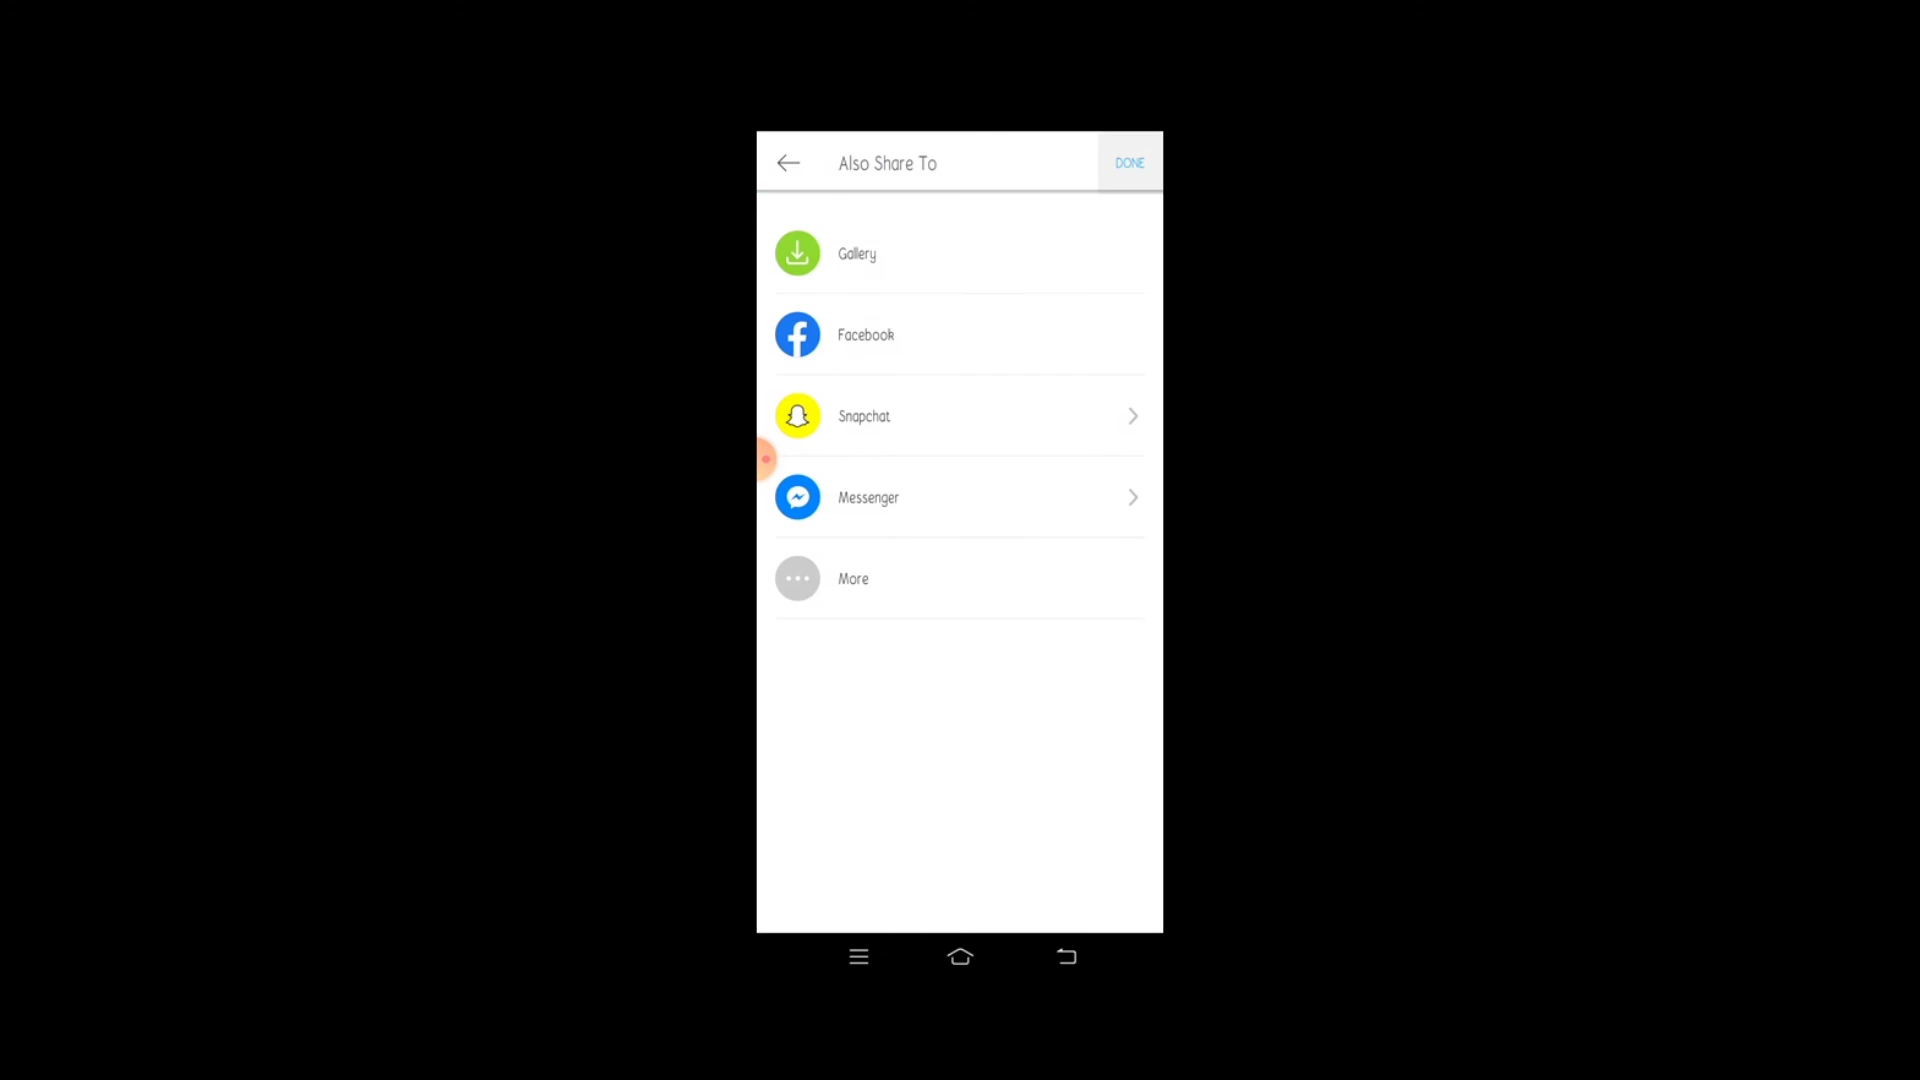 Also Share To
DONE
Gallery
Facebook
Snapchat
Messenger
More